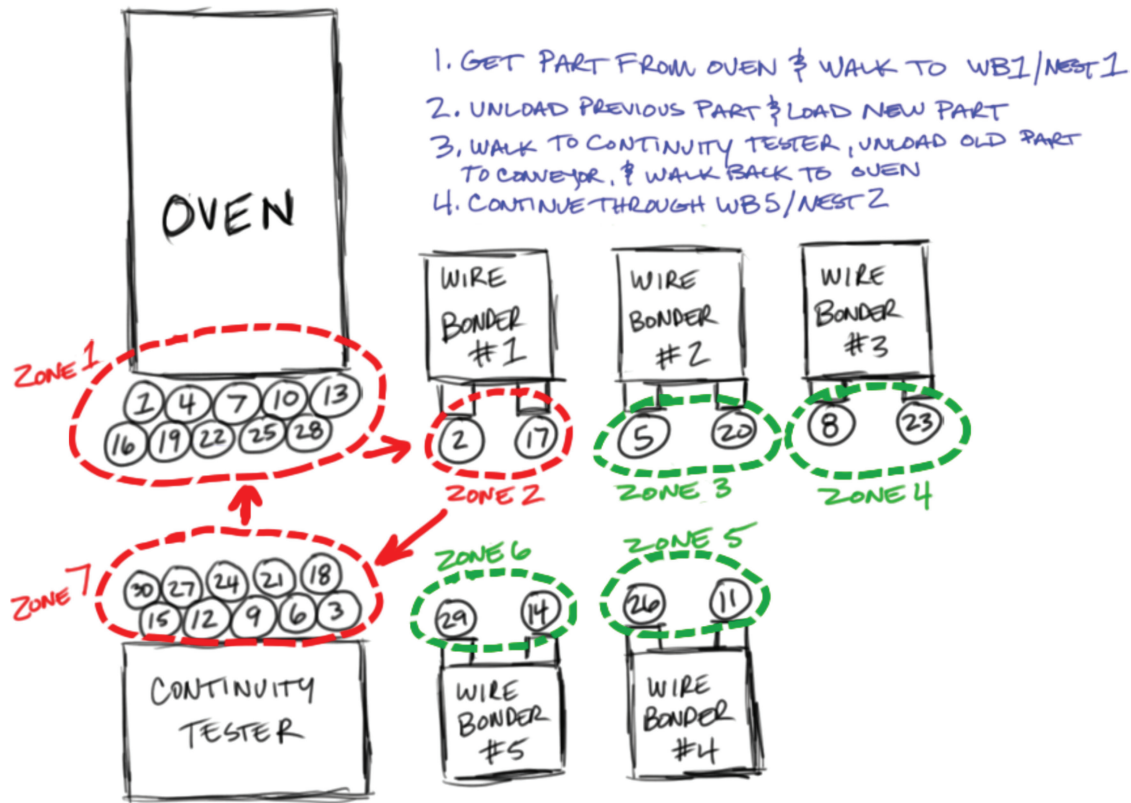 1. GET PART FROM OVEN & WALK TO WB1/NEST 1
2. UNLOAD PREVIOUS PART & LOAD NEW PART
3. WALK TO CONTINUITY TESTER, UNLOAD OLD PART
TO CONVEYOR, & WALK BACK TO OVEN
4. CONTINUE THROUGH WB5/NEST 2
OVEN
WIRE
BONDER
#1
WIRE
BONDER
#2
WIRE
BONDER
#3
ZONE 1
1 4 7 10 13
16 19 22 25 28
2 17
5 20
8 23
ZONE 2
ZONE 3
ZONE 4
ZONE 7
30 27 24 21 18
15 12 9 6 3
ZONE 6
29 14
ZONE 5
26 11
CONTINUITY
TESTER
WIRE
BONDER
#5
WIRE
BONDER
#4